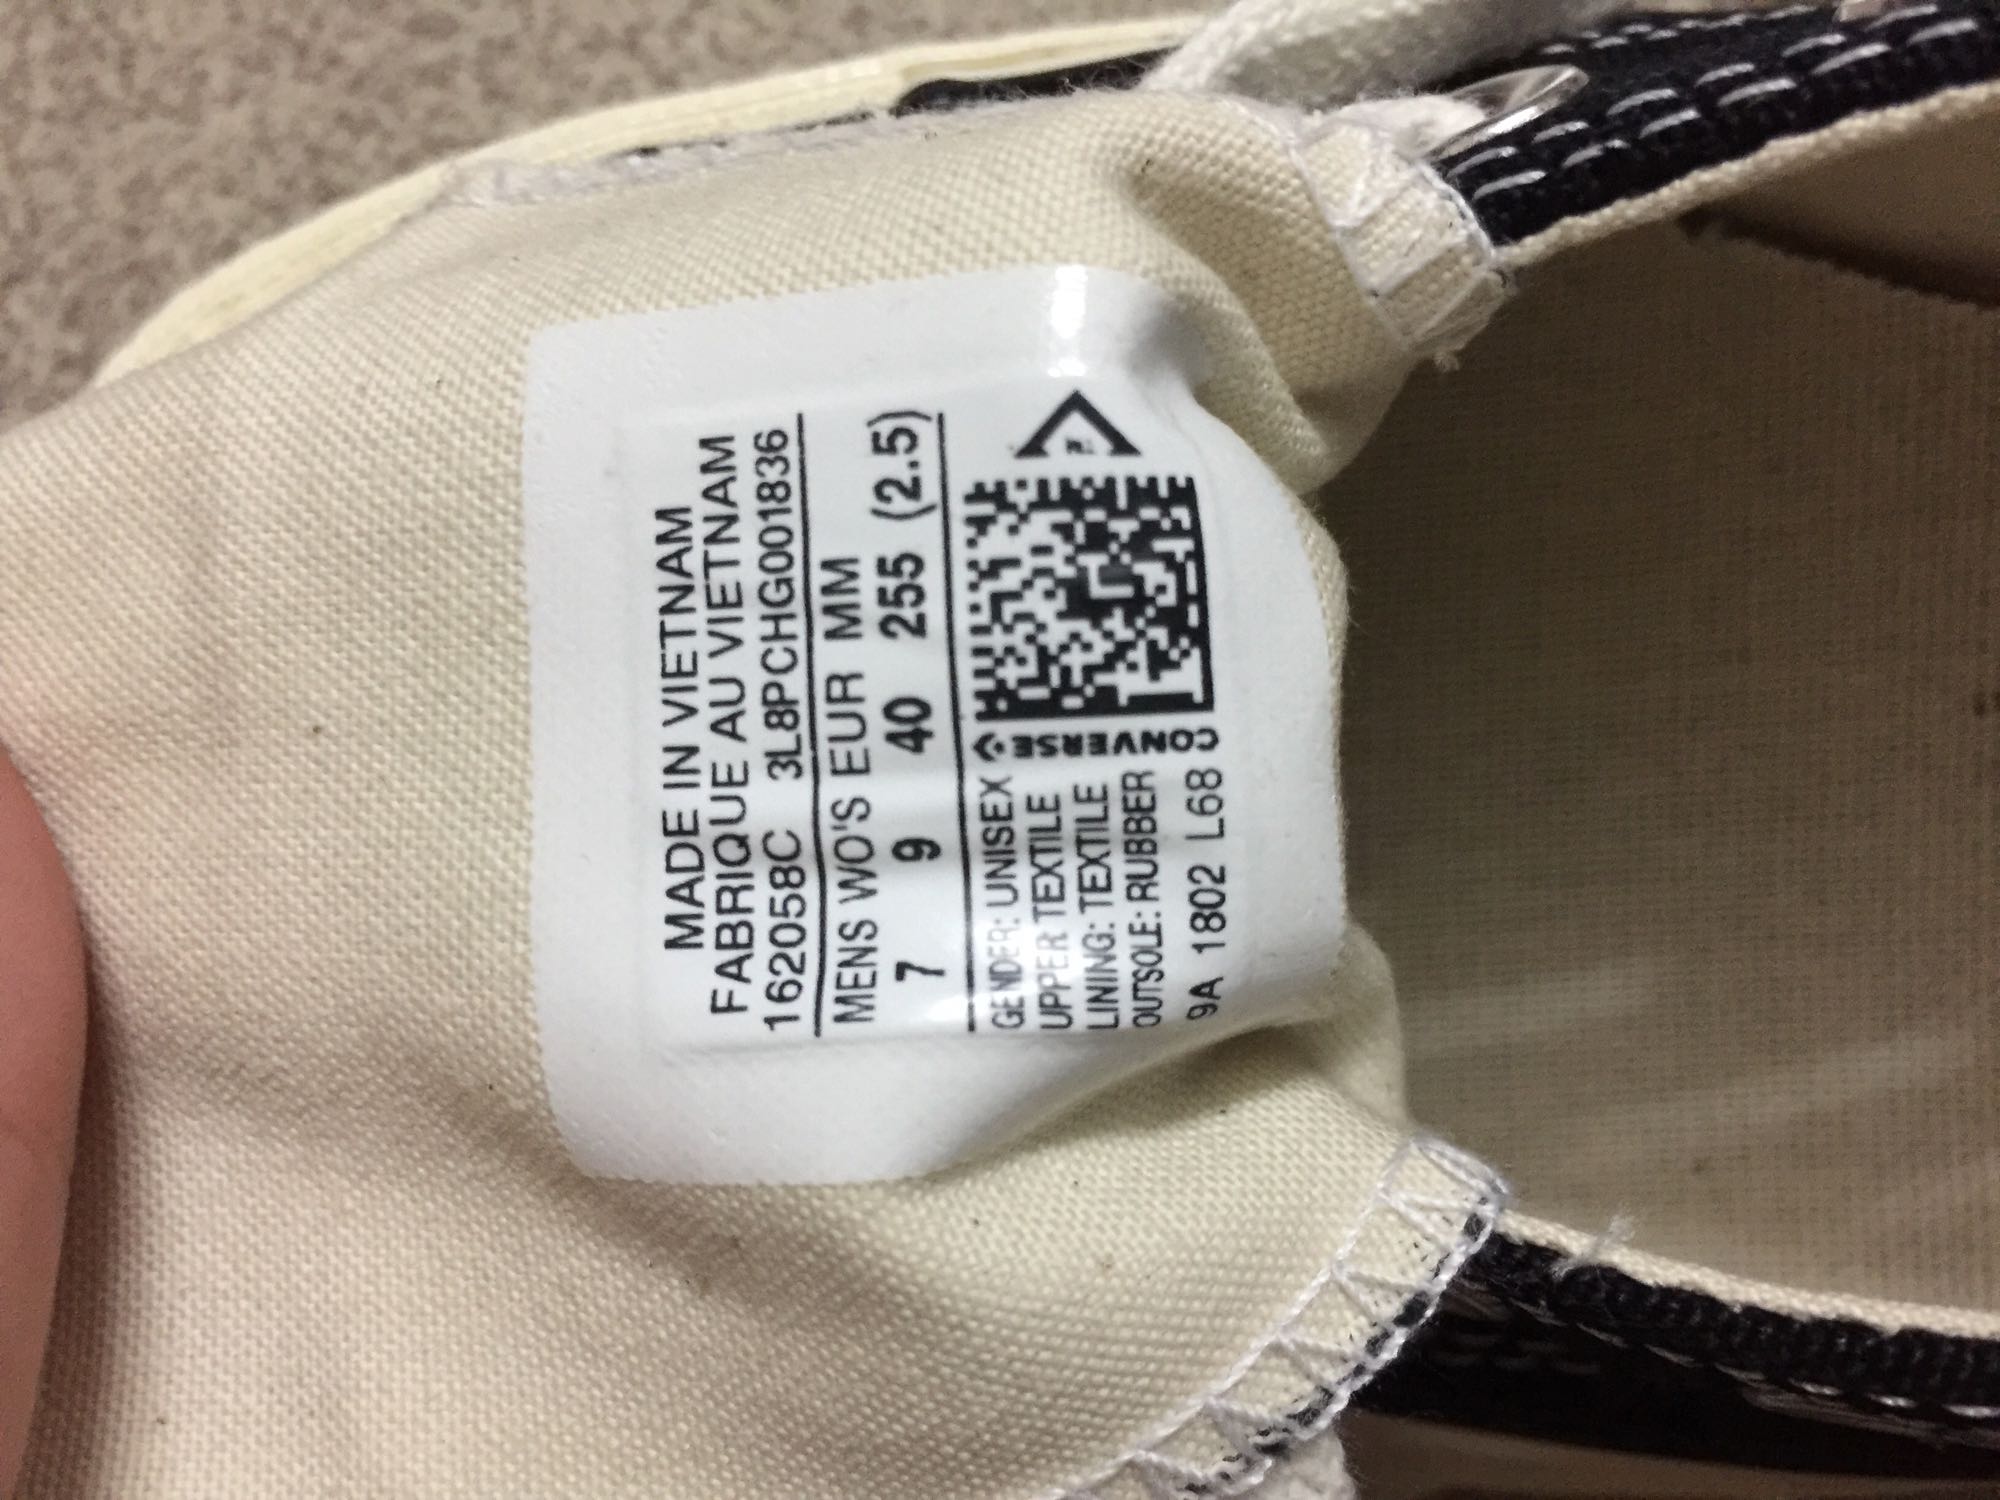 MADE IN VIETNAM
FABRIQUE AU VIETNAM
162058C 3L8PCHG001836
MENS WO'S EUR MM
7 9 40 255 (2.5)
GENDER: UNISEX
UPPER TEXTILE
LINING: TEXTILE
OUTSOLE: RUBBER
9A 1802 L68
CONVERSE